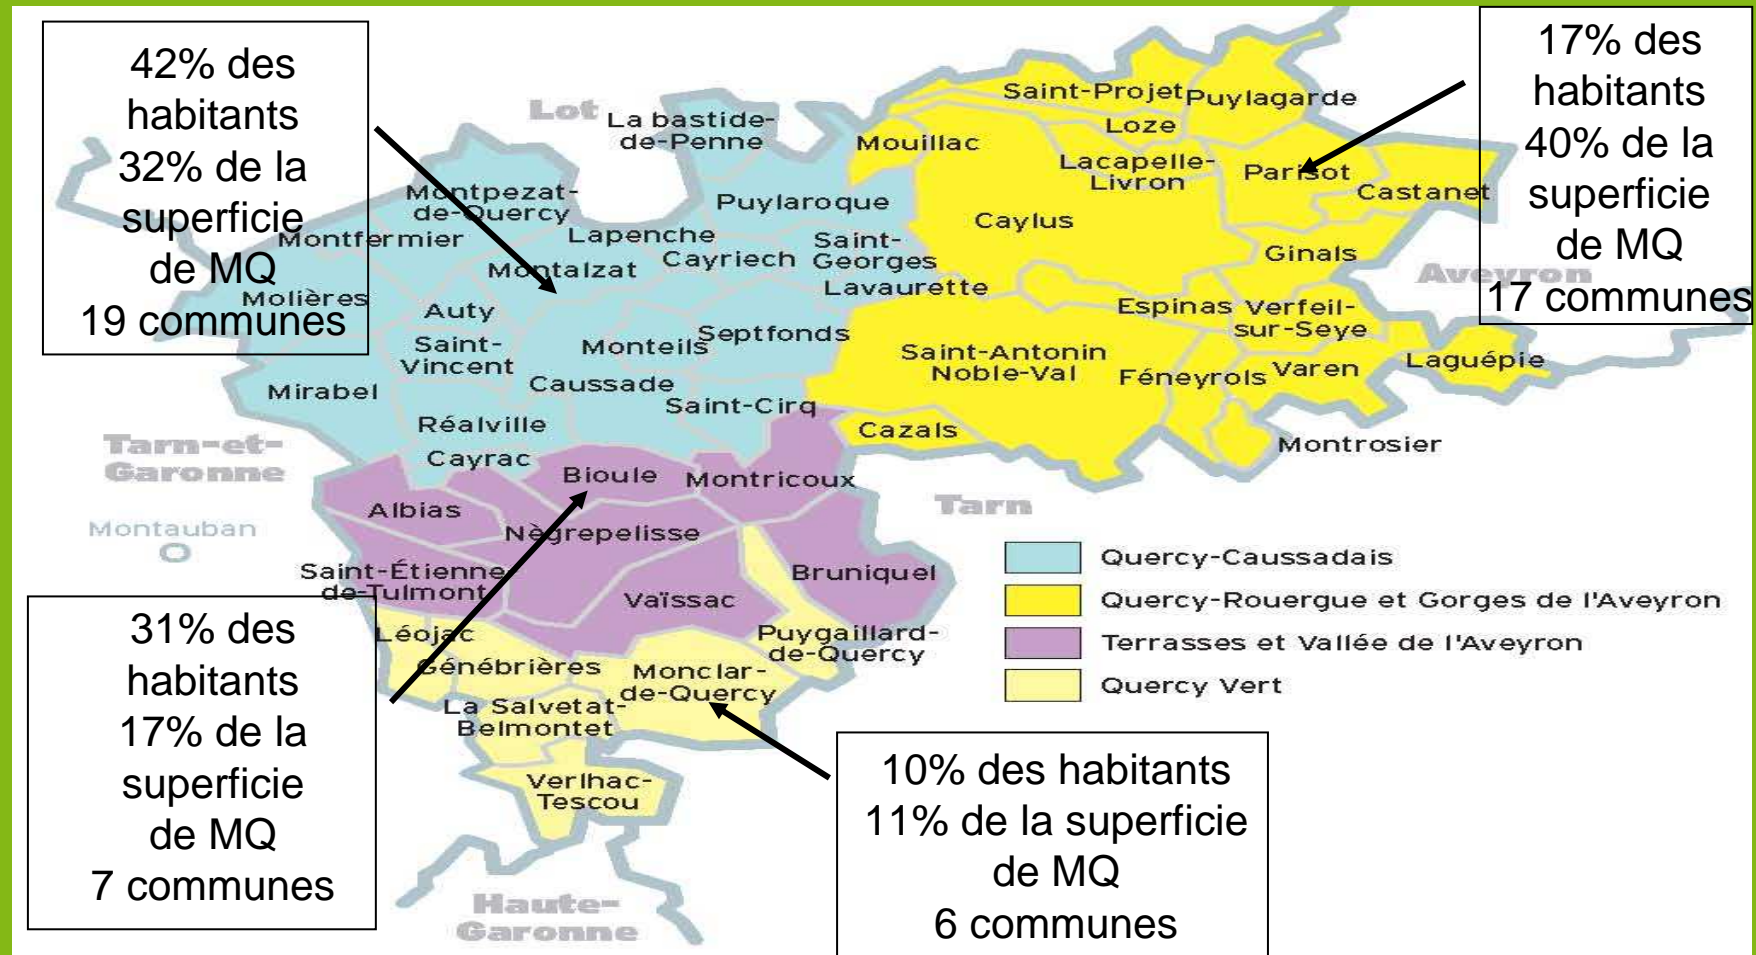 42% des
habitants
32% de la
superficie
de MQ
19 communes
17% des
habitants
40% de la
superficie
de MQ
17 communes
Lot
La bastide-
de-Penne
Saint-Projet
Puylagarde
Loze
Mouillac
Lacapelle-
Livron
Parisot
Castanet
Montpezat-
de-Quercy
Puylaroque
Caylus
Montfermier
Lapenche
Saint-
Georges
Cayriech
Ginals
Montalzat
Aveyron
Molières
Lavaurette
Auty
Espinas
Verfeil-
sur-Seye
Septfonds
Monteils
Saint-
Vincent
Saint-Antonin
Noble-Val
Laguépie
Varen
Féneyrols
Mirabel
Caussade
Saint-Cirq
Réalville
Cazals
Montrosier
Tarn-et-
Garonne
Cayrac
Bioule
Montricoux
Albias
Tarn
Montauban
Nègrepelisse
Saint-Étienne
de-Tulmont
Bruniquel
Vaïssac
Léojac
Puygaillard-
de-Quercy
Génébrières
Monclar-
de-Quercy
La Salvetat-
Belmontet
Verlhac-
Tescou
Haute-
Garonne
Quercy-Caussadais
Quercy-Rouergue et Gorges de l'Aveyron
Terrasses et Vallée de l'Aveyron
Quercy Vert
31% des
habitants
17% de la
superficie
de MQ
7 communes
10% des habitants
11% de la superficie
de MQ
6 communes